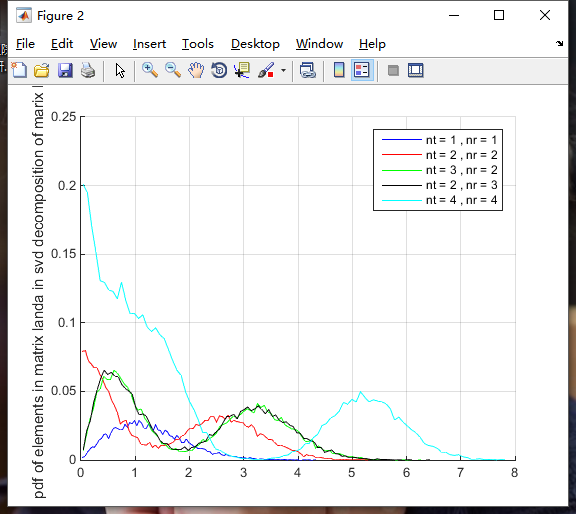 Figure 2
File Edit View Insert Tools Desktop Window Help
pdf of elements in matrix landa in svd decomposition of marix
0.25
0.2
0.15
0.1
0.05
0
0 1 2 3 4 5 6 7 8
nt = 1 , nr = 1
nt = 2 , nr = 2
nt = 3 , nr = 2
nt = 2 , nr = 3
nt = 4 , nr = 4